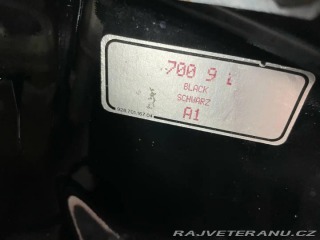 700 9
BLACK
SCHWARZ
A1
RAJVETERANU.CZ